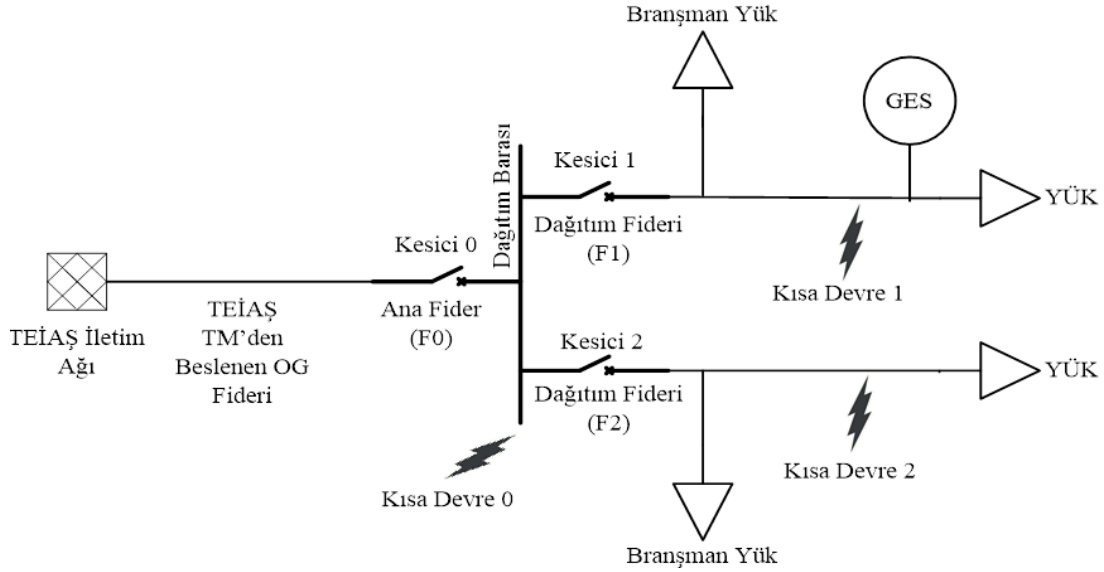 Branşman Yük
GES
Dağıtım Barası
Kesici 1
YÜK
Dağıtım Fideri
(F1)
Kesici 0
Kısa Devre 1
TEİAŞ İletim
Ağı
TEİAŞ
TM’den
Beslenen OG
Fideri
Ana Fider
(F0)
Kesici 2
YÜK
Dağıtım Fideri
(F2)
Kısa Devre 2
Kısa Devre 0
Branşman Yük